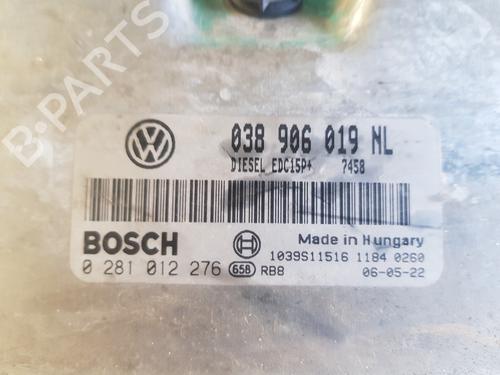 B-PARTS
038 906 019 NL
DIESEL EDC15P+ 7458
BOSCH
Made in Hungary
1039S11516 1184 0260
0 281 012 276 658 RB8
06-05-22